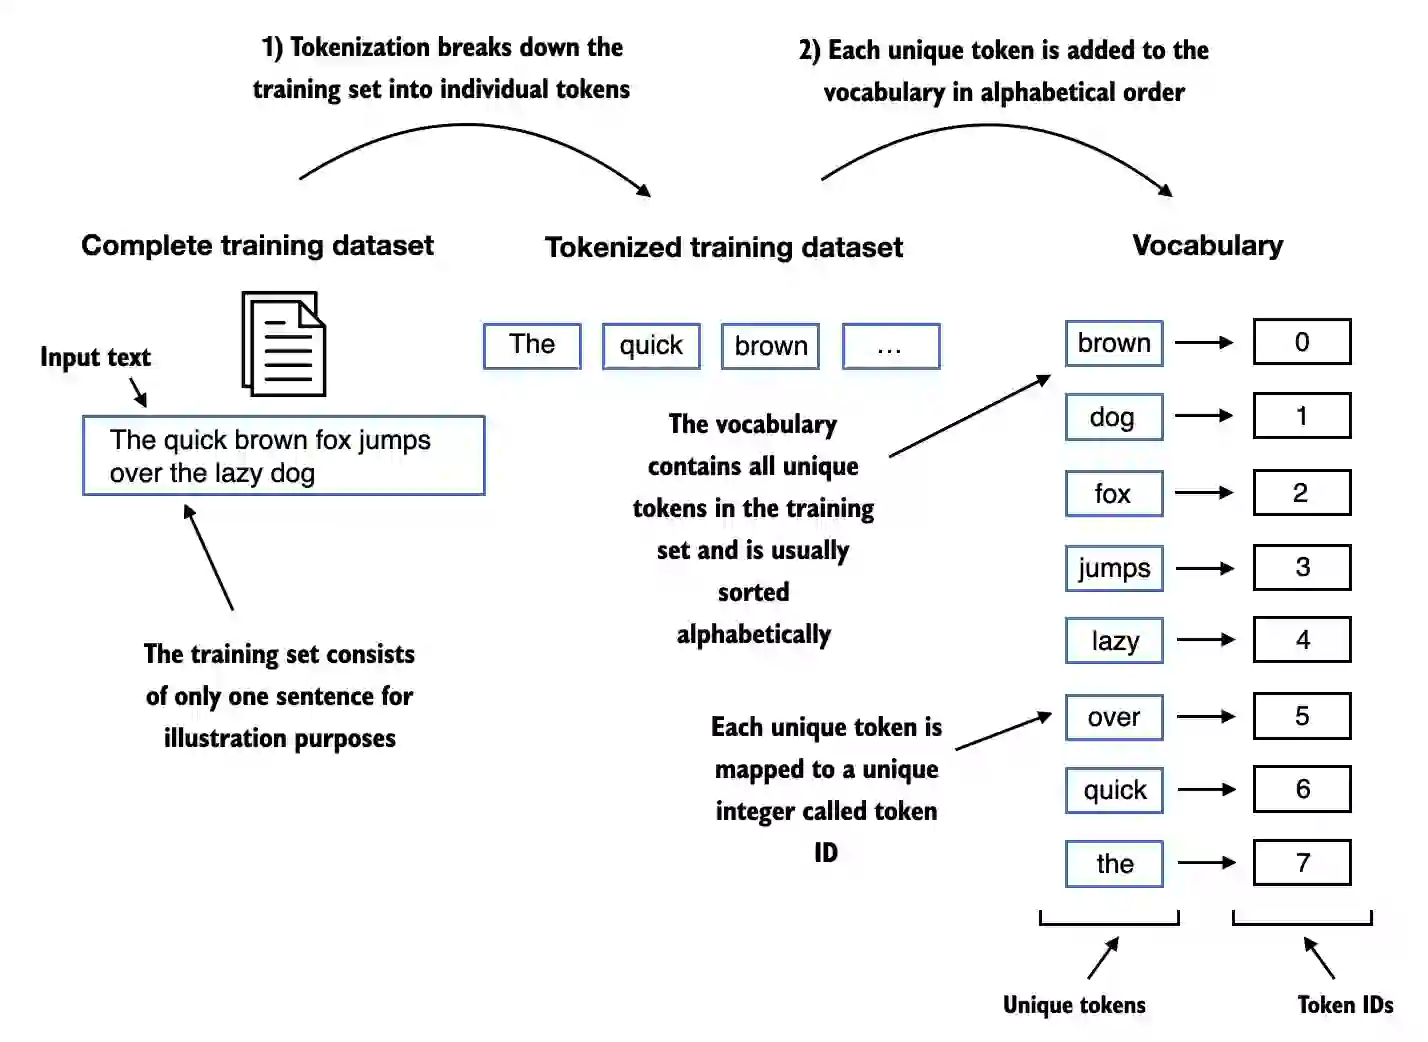 1) Tokenization breaks down the
training set into individual tokens
2) Each unique token is added to the
vocabulary in alphabetical order
Complete training dataset
Tokenized training dataset
Vocabulary
Input text
The quick brown fox jumps
over the lazy dog
The training set consists
of only one sentence for
illustration purposes
The
quick
brown
...
The vocabulary
contains all unique
tokens in the training
set and is usually
sorted
alphabetically
Each unique token is
mapped to a unique
integer called token
ID
brown 0
dog 1
fox 2
jumps 3
lazy 4
over 5
quick 6
the 7
Unique tokens
Token IDs